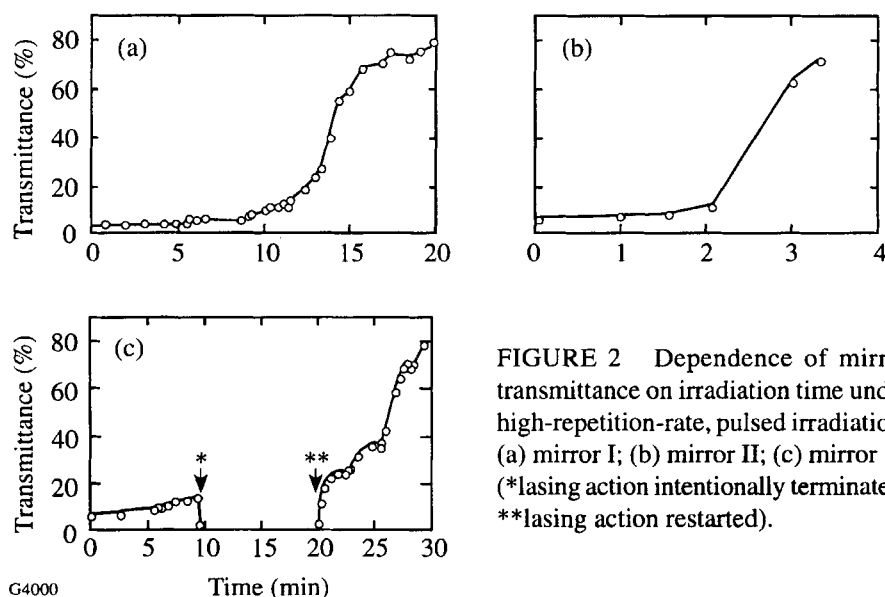 80
60
40
20
0
Transmittance (%)
(a)
0 5 10 15 20
(b)
0 1 2 3 4
80
60
40
20
0
Transmittance (%)
(c)
* **
0 5 10 15 20 25 30
Time (min)
G4000
FIGURE 2 Dependence of mirr
transmittance on irradiation time und
high-repetition-rate, pulsed irradiatio
(a) mirror I; (b) mirror II; (c) mirror
(*lasing action intentionally terminate
**lasing action restarted).